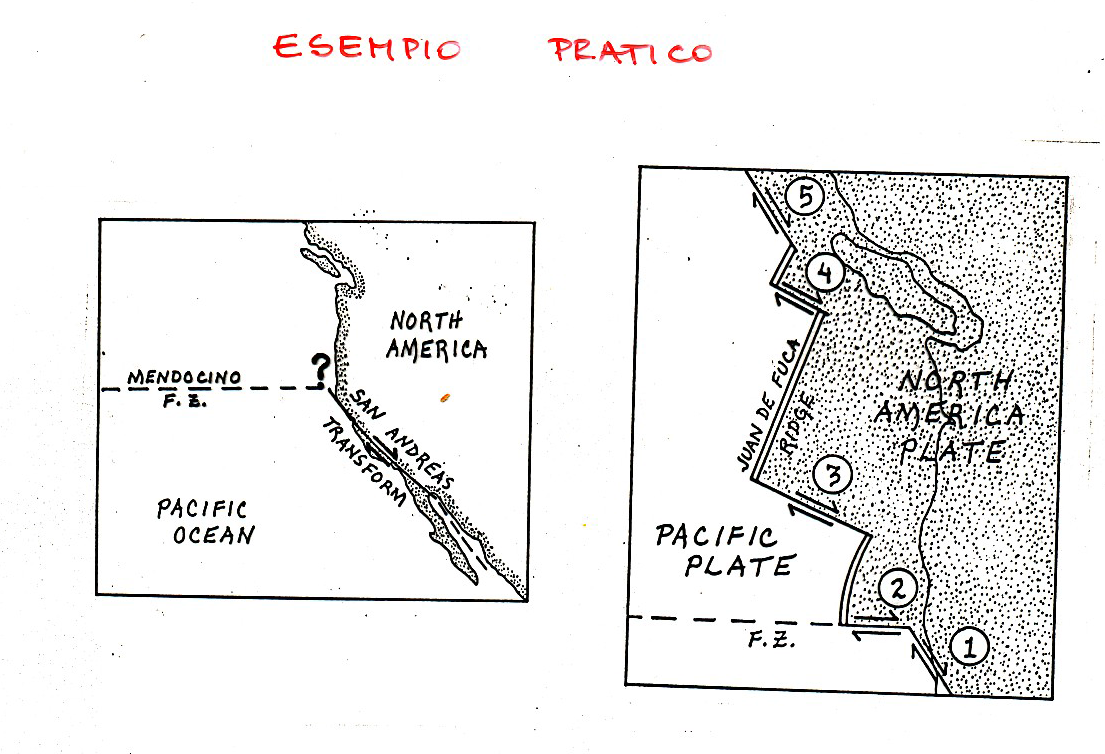 ESEMPIO PRATICO
NORTH
AMERICA
?
MENDOCINO
F. Z.
SAN ANDREAS
TRANSFORM
PACIFIC
OCEAN
5
4
JUAN DE FUCA
RIDGE
NORTH
AMERICA
PLATE
3
PACIFIC
PLATE
2
F.Z.
1